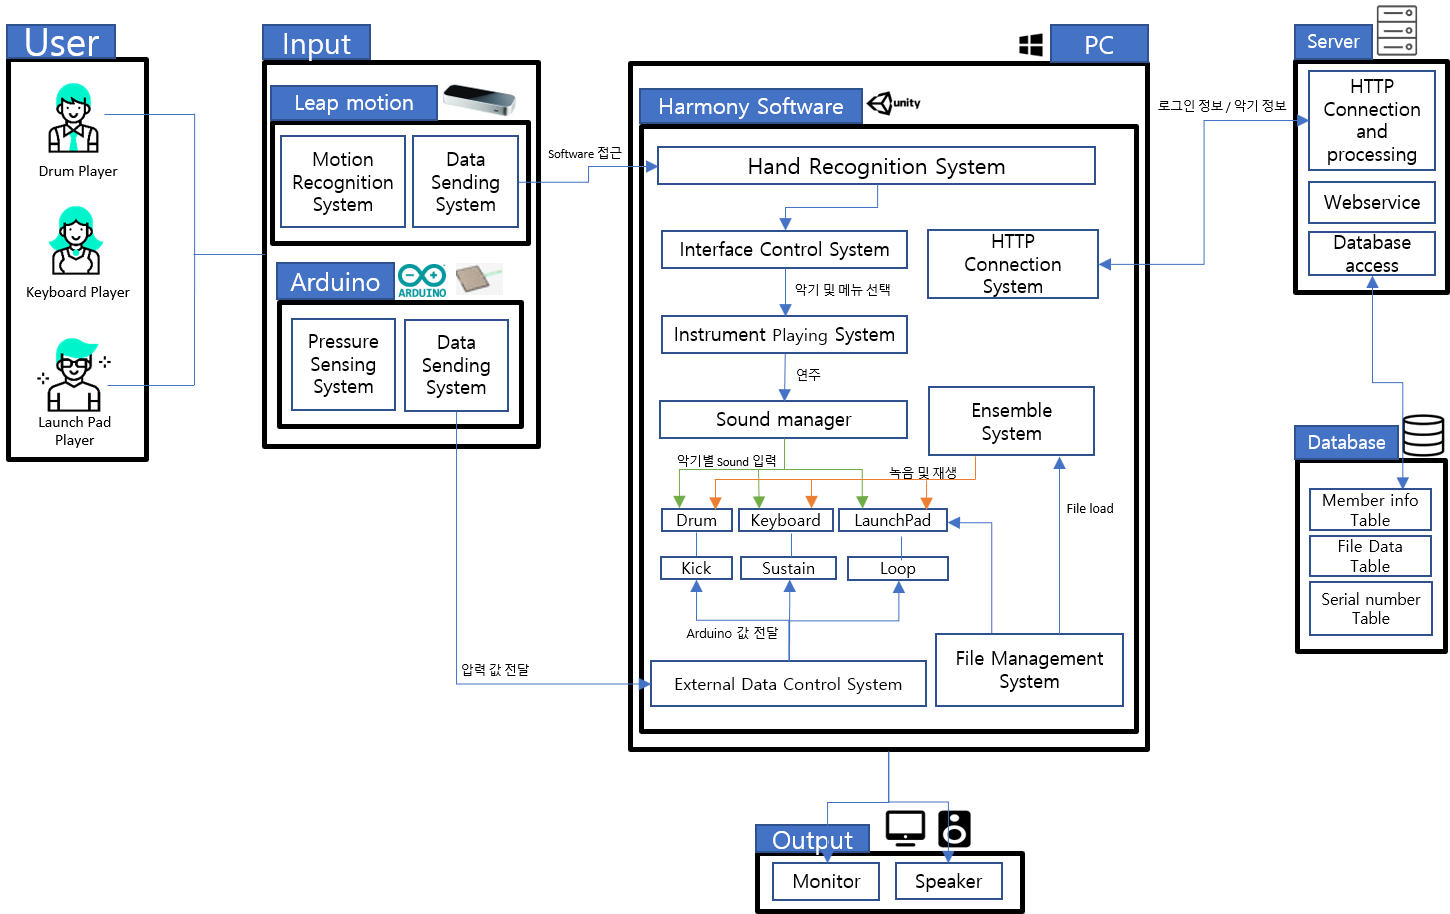 User
Drum Player
Keyboard Player
Launch Pad
Player
Input
Leap motion
Motion
Recognition
System
Data
Sending
System
Arduino
ARDUINO
Pressure
Sensing
System
Data
Sending
System
Software 접근
압력 값 전달
PC
Harmony Software
unity
Hand Recognition System
Interface Control System
악기 및 메뉴 선택
Instrument Playing System
연주
Sound manager
악기별 Sound 입력
HTTP
Connection
System
Ensemble
System
녹음 및 재생
File load
Drum
Keyboard
LaunchPad
Kick
Sustain
Loop
Arduino 값 전달
External Data Control System
File Management
System
로그인 정보 / 악기 정보
Server
HTTP
Connection
and
processing
Webservice
Database
access
Database
Member info
Table
File Data
Table
Serial number
Table
Output
Monitor
Speaker